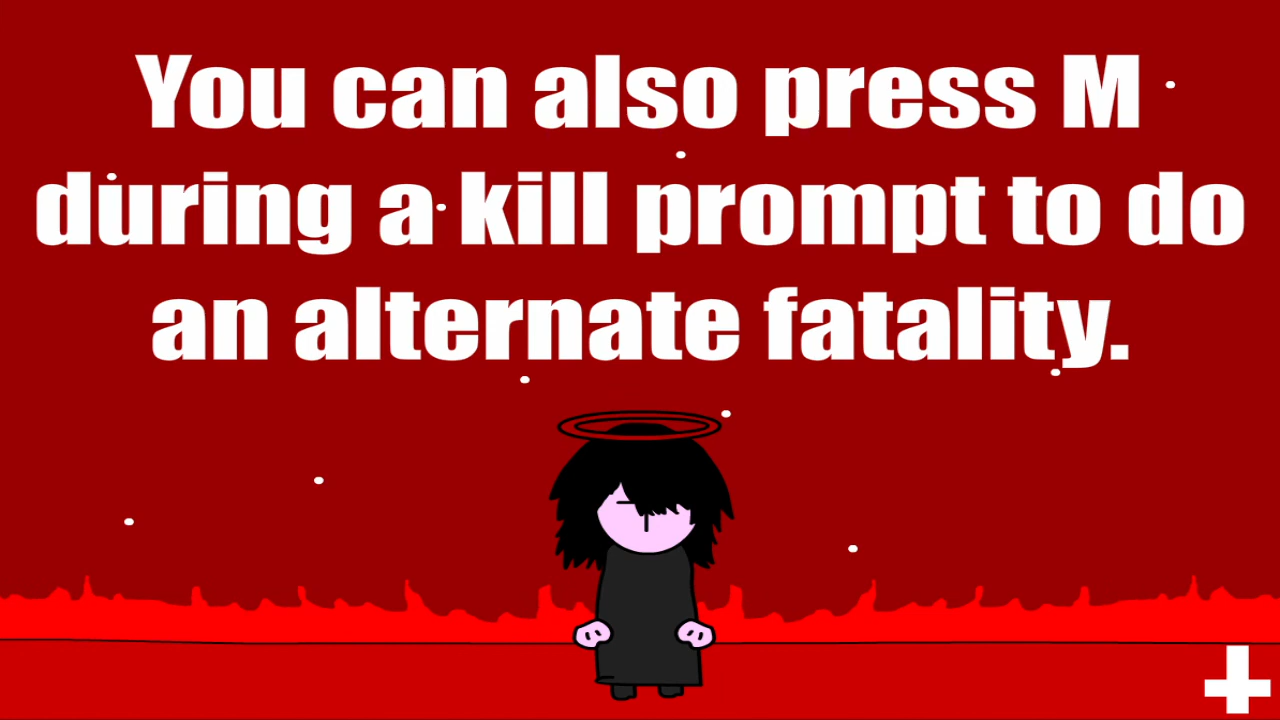 You can also press M
during a kill prompt to do
an alternate fatality.